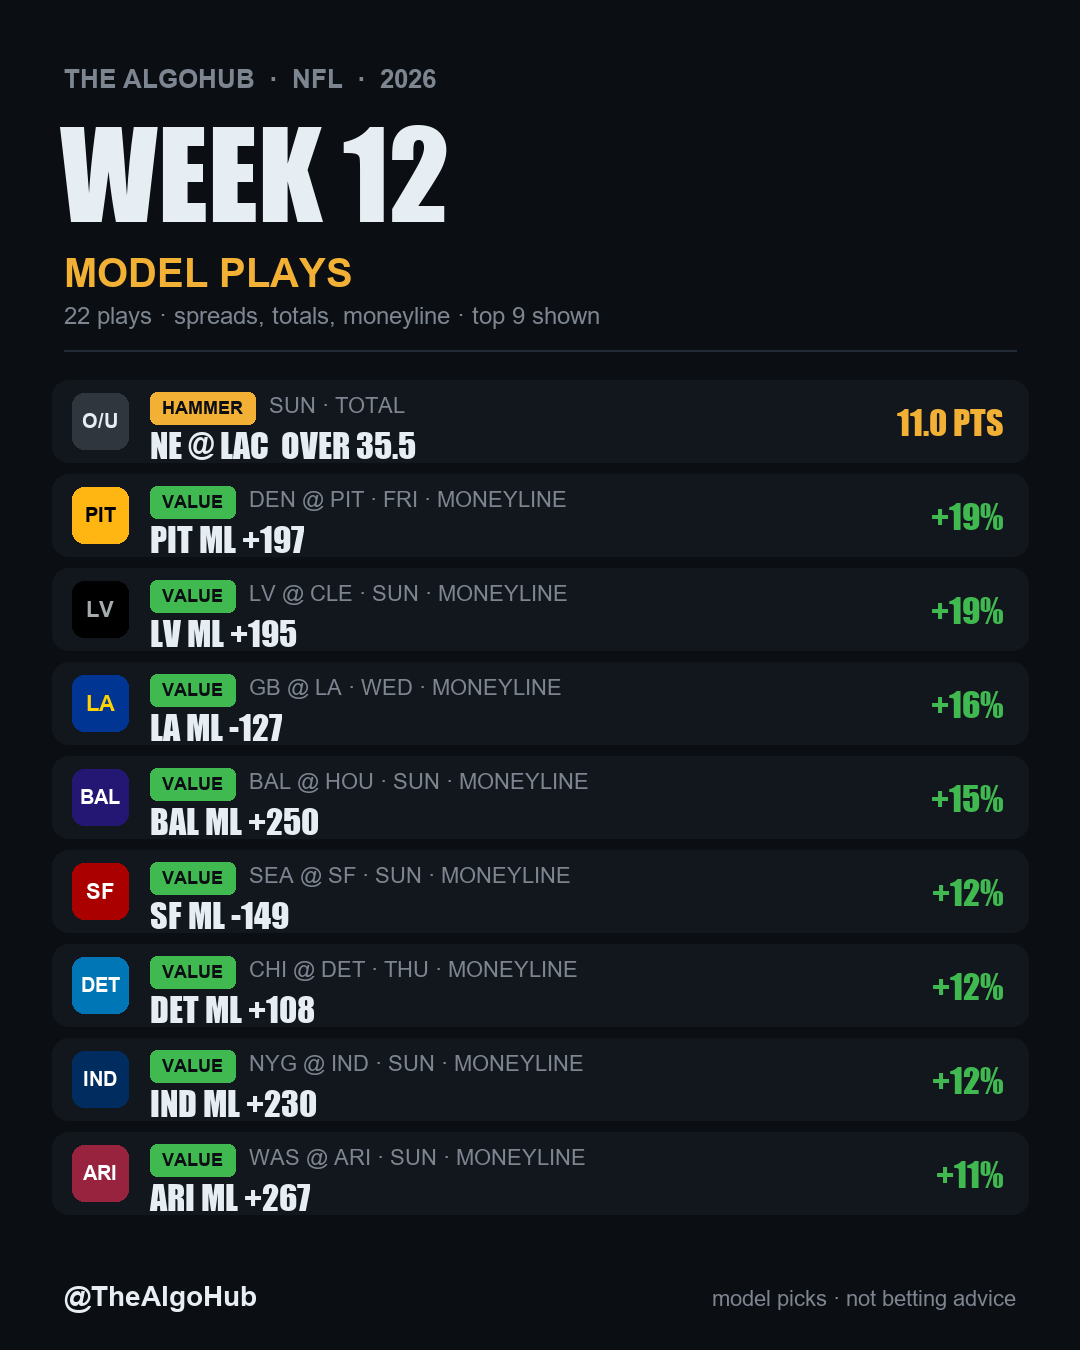 THE ALGOHUB · NFL · 2026
WEEK 12
MODEL PLAYS
22 plays · spreads, totals, moneyline · top 9 shown
O/U
HAMMER SUN · TOTAL
NE @ LAC OVER 35.5
11.0 PTS
PIT
VALUE DEN @ PIT · FRI · MONEYLINE
PIT ML +197
+19%
LV
VALUE LV @ CLE · SUN · MONEYLINE
LV ML +195
+19%
LA
VALUE GB @ LA · WED · MONEYLINE
LA ML -127
+16%
BAL
VALUE BAL @ HOU · SUN · MONEYLINE
BAL ML +250
+15%
SF
VALUE SEA @ SF · SUN · MONEYLINE
SF ML -149
+12%
DET
VALUE CHI @ DET · THU · MONEYLINE
DET ML +108
+12%
IND
VALUE NYG @ IND · SUN · MONEYLINE
IND ML +230
+12%
ARI
VALUE WAS @ ARI · SUN · MONEYLINE
ARI ML +267
+11%
@TheAlgoHub
model picks · not betting advice